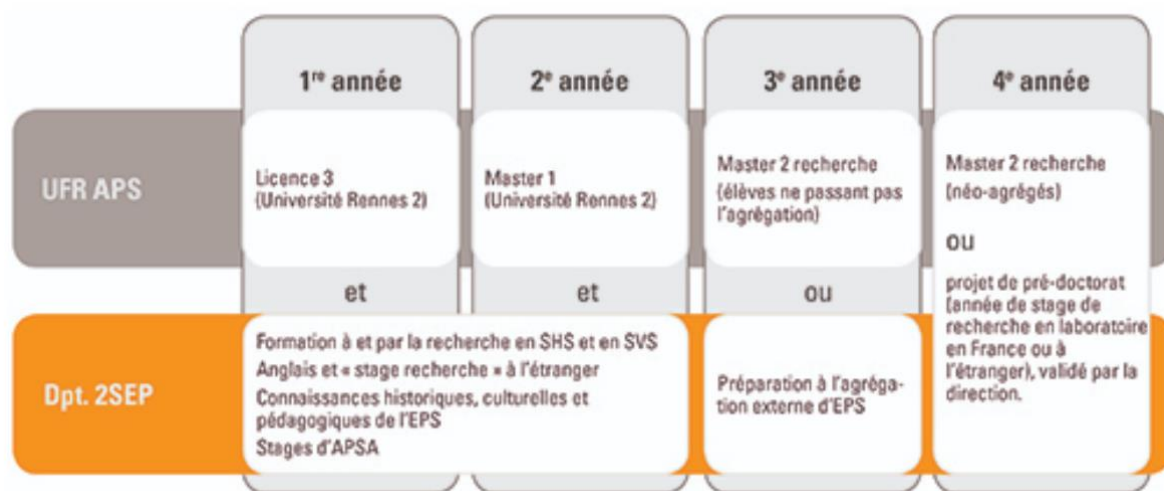 1re année
2e année
3e année
4e année
UFR APS
Licence 3
(Université Rennes 2)
Master 1
(Université Rennes 2)
Master 2 recherche
(élèves ne passant pas
l'agrégation)
Master 2 recherche
(néo-agrégés)
ou
projet de pré-doctorat
(année de stage de
recherche en laboratoire
en France ou à
l'étranger), validé par la
direction.
et
et
ou
Dpt. 2SEP
Formation à et par la recherche en SHS et en SVS
Anglais et « stage recherche » à l'étranger
Connaissances historiques, culturelles et
pédagogiques de l'EPS
Stages d'APSA
Préparation à l'agréga-
tion externe d'EPS